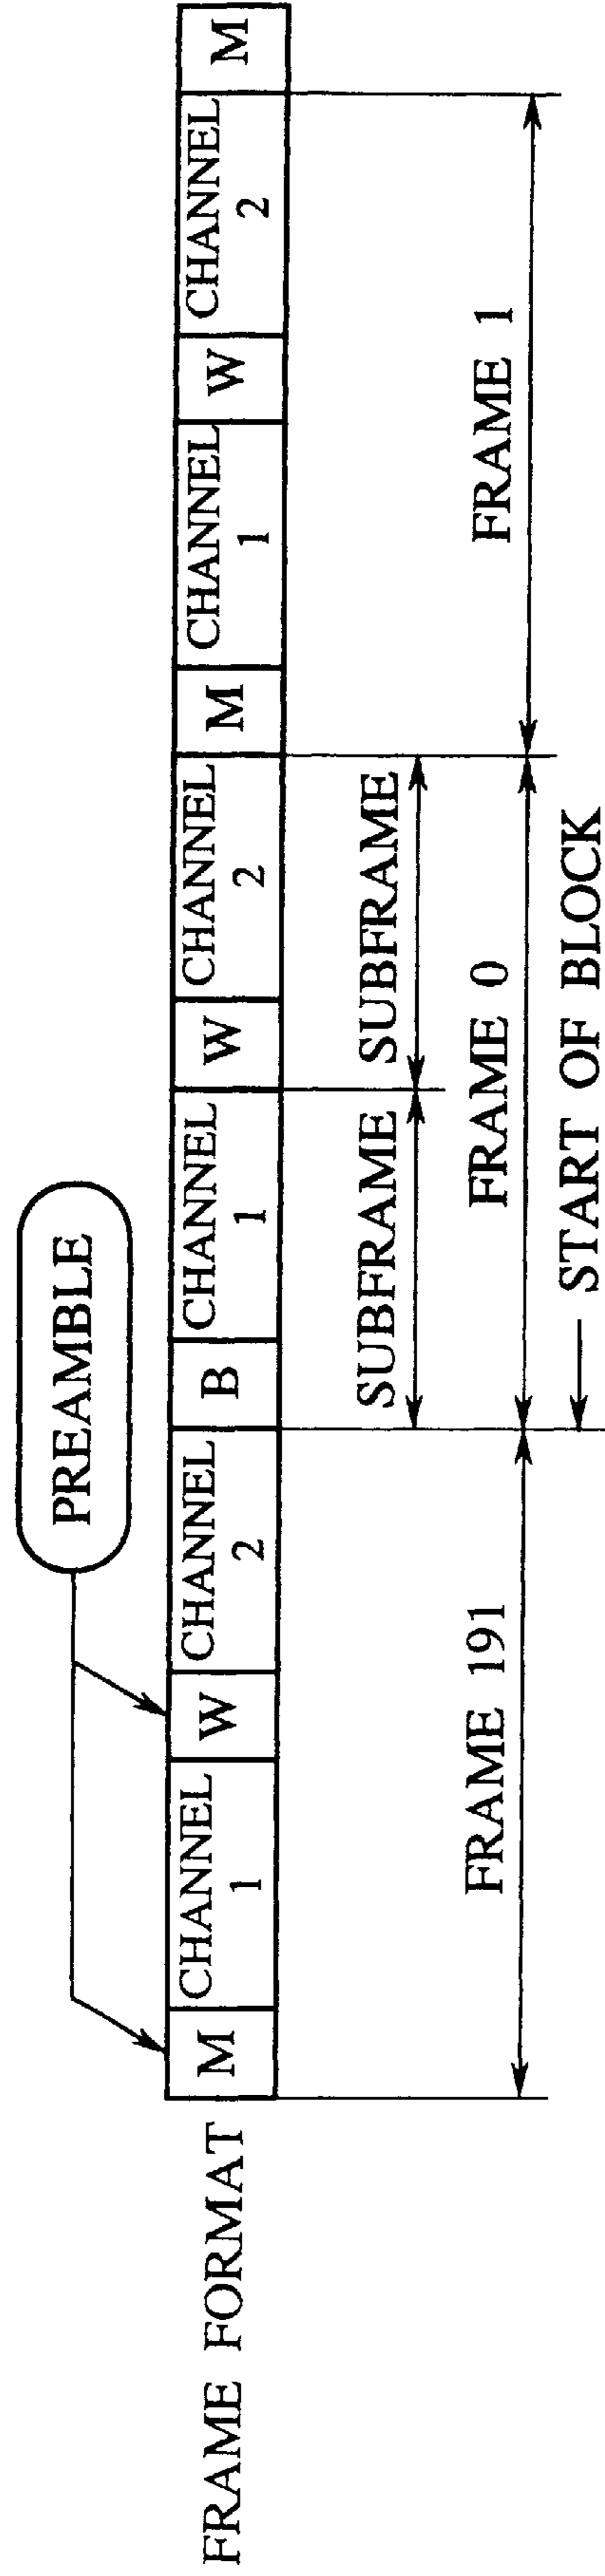 PREAMBLE
FRAME FORMAT
M
CHANNEL
1
W
CHANNEL
2
B
CHANNEL
1
W
CHANNEL
2
M
CHANNEL
1
W
CHANNEL
2
M
SUBFRAME
SUBFRAME
FRAME 191
FRAME 0
FRAME 1
START OF BLOCK